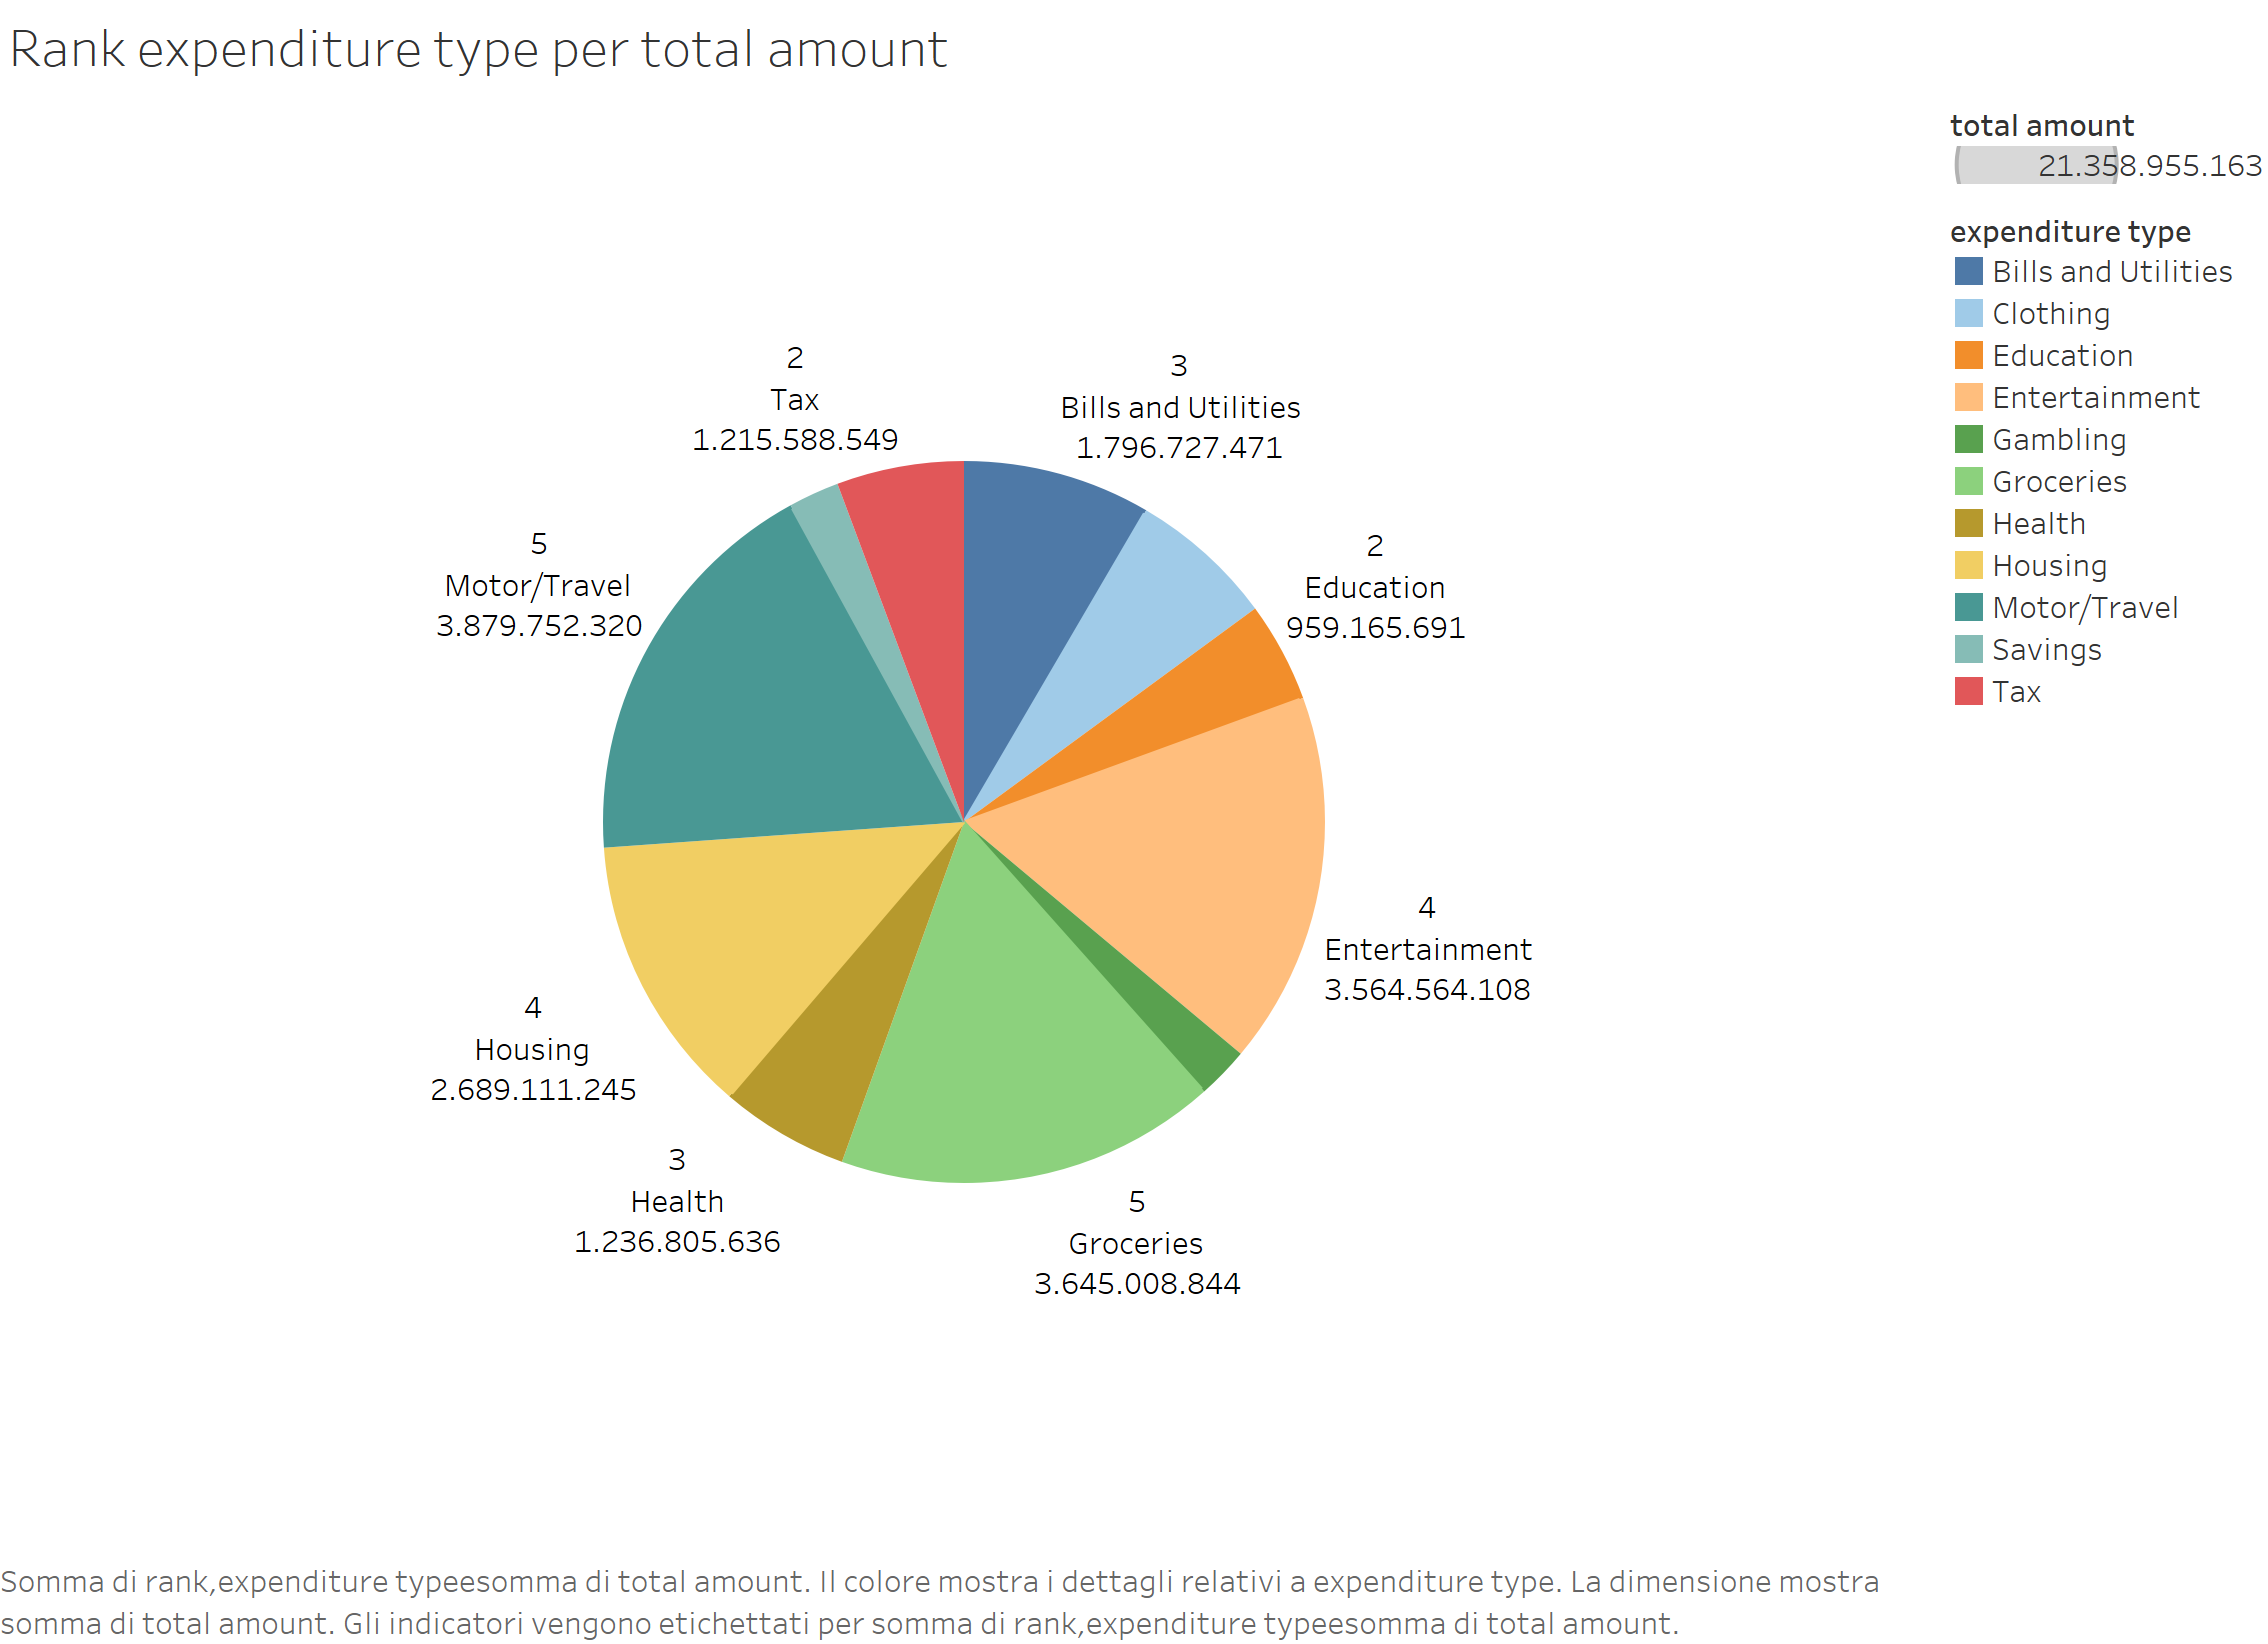 Rank expenditure type per total amount
total amount
21.358.955.163
expenditure type
Bills and Utilities
Clothing
Education
Entertainment
Gambling
Groceries
Health
Housing
Motor/Travel
Savings
Tax
2
Tax
1.215.588.549
3
Bills and Utilities
1.796.727.471
5
Motor/Travel
3.879.752.320
2
Education
959.165.691
4
Entertainment
3.564.564.108
4
Housing
2.689.111.245
3
Health
1.236.805.636
5
Groceries
3.645.008.844
Somma di rank,expenditure typeesomma di total amount. Il colore mostra i dettagli relativi a expenditure type. La dimensione mostra
somma di total amount. Gli indicatori vengono etichettati per somma di rank,expenditure typeesomma di total amount.